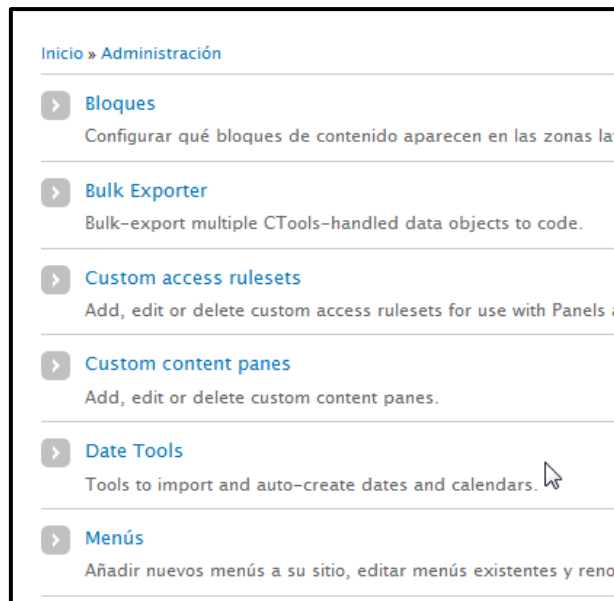 Inicio » Administración
Bloques
Configurar qué bloques de contenido aparecen en las zonas
Bulk Exporter
Bulk-export multiple CTools-handled data objects to code.
Custom access rulesets
Add, edit or delete custom access rulesets for use with Panels
Custom content panes
Add, edit or delete custom content panes.
Date Tools
Tools to import and auto-create dates and calendars.
Menús
Añadir nuevos menús a su sitio, editar menús existentes y